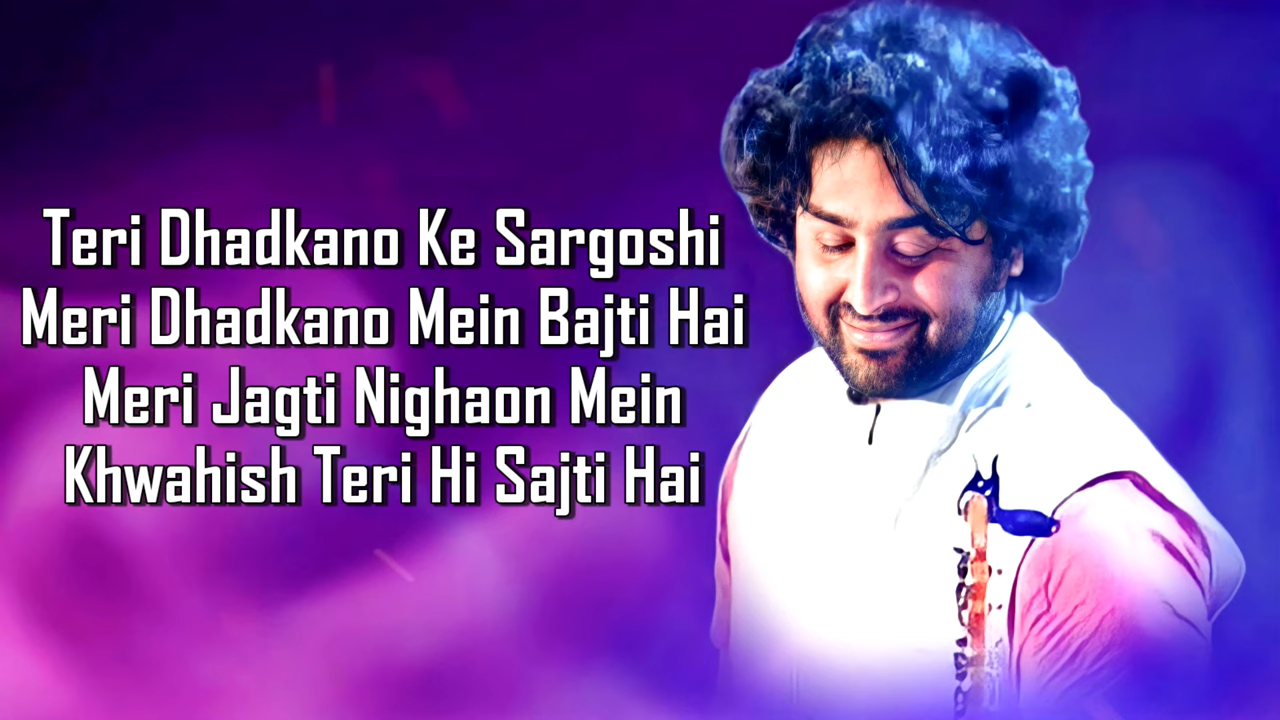 Teri Dhadkano Ke Sargoshi
Meri Dhadkano Mein Bajti Hai
Meri Jagti Nighaon Mein
Khwahish Teri Hi Sajti Hai